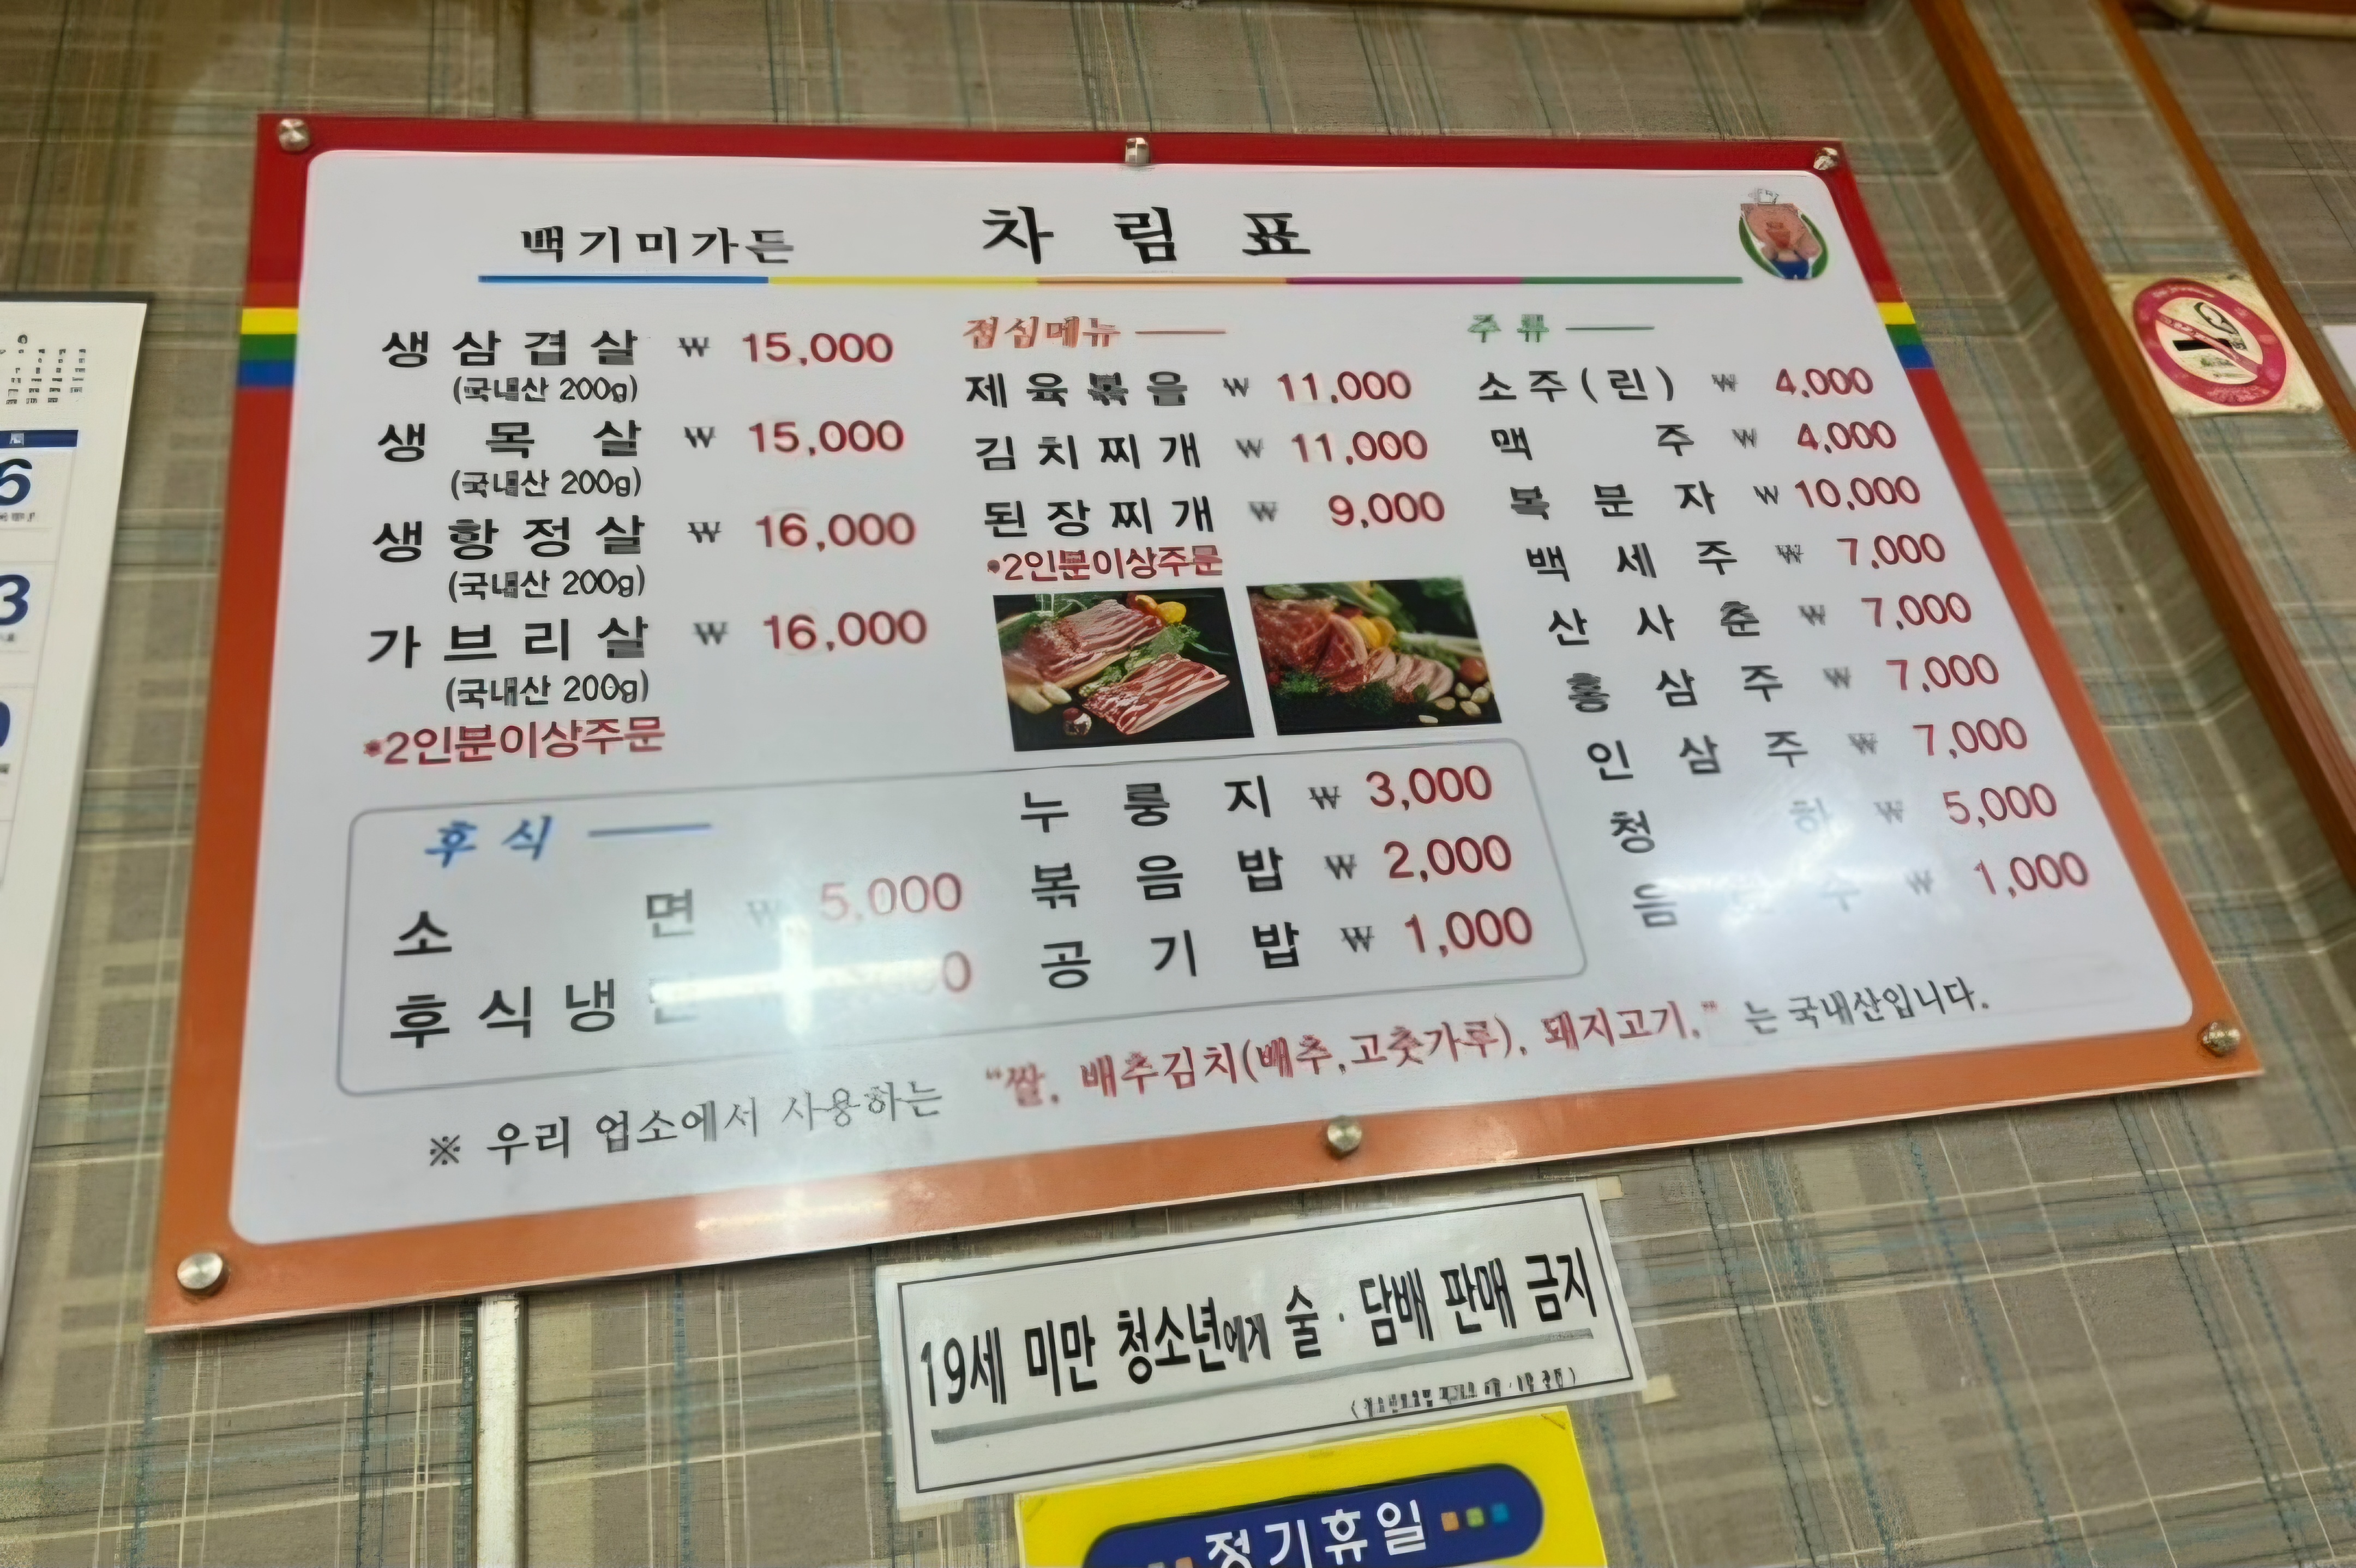 백기미가든 차림표
생삼겹살 ₩ 15,000
(국내산 200g)
생목살 ₩ 15,000
(국내산 200g)
생항정살 ₩ 16,000
(국내산 200g)
가브리살 ₩ 16,000
(국내산 200g)
*2인분이상주문
점심메뉴
제육볶음 ₩ 11,000
김치찌개 ₩ 11,000
된장찌개 ₩ 9,000
*2인분이상주문
주류
소주(린) ₩ 4,000
맥주 ₩ 4,000
복분자 ₩ 10,000
백세주 ₩ 7,000
산사춘 ₩ 7,000
홍삼주 ₩ 7,000
인삼주 ₩ 7,000
청하 ₩ 5,000
₩ 1,000
후식
소면 ₩ 5,000
후식냉면
누룽지 ₩ 3,000
볶음밥 ₩ 2,000
공기밥 ₩ 1,000
※ 우리 업소에서 사용하는 "쌀, 배추김치(배추,고춧가루), 돼지고기," 는 국내산입니다.
19세 미만 청소년에게 술·담배 판매 금지
정기휴일
6
3